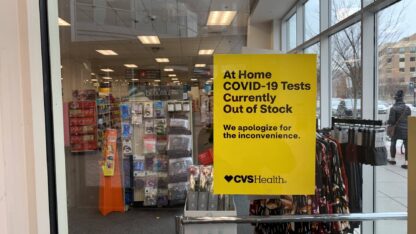 At Home
COVID-19 Tests
Currently
Out of Stock
We apologize for
the inconvenience.
CVSHealth